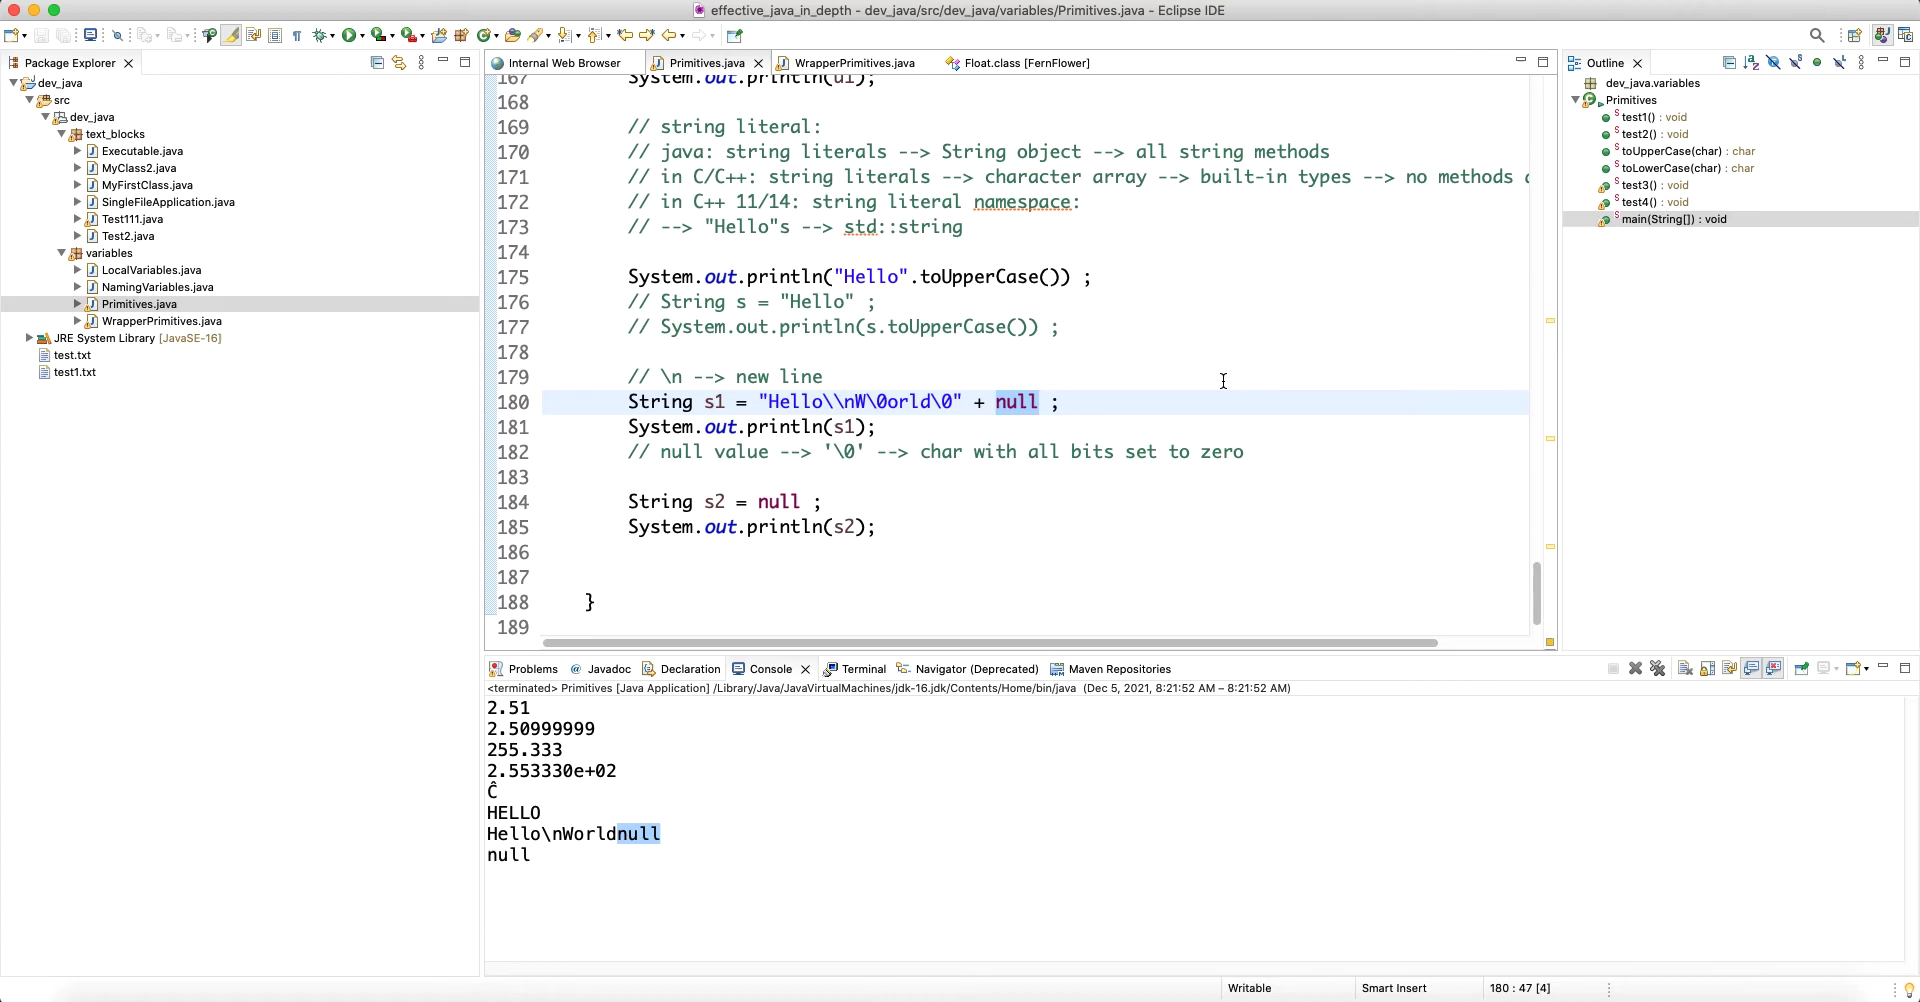 effective_java_in_depth - dev_java/src/dev_java/variables/Primitives.java - Eclipse IDE
Package Explorer
dev_java
src
dev_java
text_blocks
Executable.java
MyClass2.java
MyFirstClass.java
SingleFileApplication.java
Test111.java
Test2.java
variables
LocalVariables.java
NamingVariables.java
Primitives.java
WrapperPrimitives.java
JRE System Library [JavaSE-16]
test.txt
test1.txt
Internal Web Browser
Primitives.java
WrapperPrimitives.java
Float.class [FernFlower]
167 System.out.println(u1);
168
169 // string literal:
170 // java: string literals --> String object --> all string methods
171 // in C/C++: string literals --> character array --> built-in types --> no methods
172 // in C++ 11/14: string literal namespace:
173 // --> "Hello"s --> std::string
174
175 System.out.println("Hello".toUpperCase()) ;
176 // String s = "Hello" ;
177 // System.out.println(s.toUpperCase()) ;
178
179 // \n --> new line
180 String s1 = "Hello\\nW\0orld\0" + null ;
181 System.out.println(s1);
182 // null value --> '\0' --> char with all bits set to zero
183
184 String s2 = null ;
185 System.out.println(s2);
186
187
188 }
189
Outline
dev_java.variables
Primitives
test1() : void
test2() : void
toUpperCase(char) : char
toLowerCase(char) : char
test3() : void
test4() : void
main(String[]) : void
Problems
@ Javadoc
Declaration
Console
Terminal
Navigator (Deprecated)
Maven Repositories
<terminated> Primitives [Java Application] /Library/Java/JavaVirtualMachines/jdk-16.jdk/Contents/Home/bin/java (Dec 5, 2021, 8:21:52 AM – 8:21:52 AM)
2.51
2.50999999
255.333
2.553330e+02
Ĉ
HELLO
Hello\nWorldnull
null
Writable
Smart Insert
180 : 47 [4]